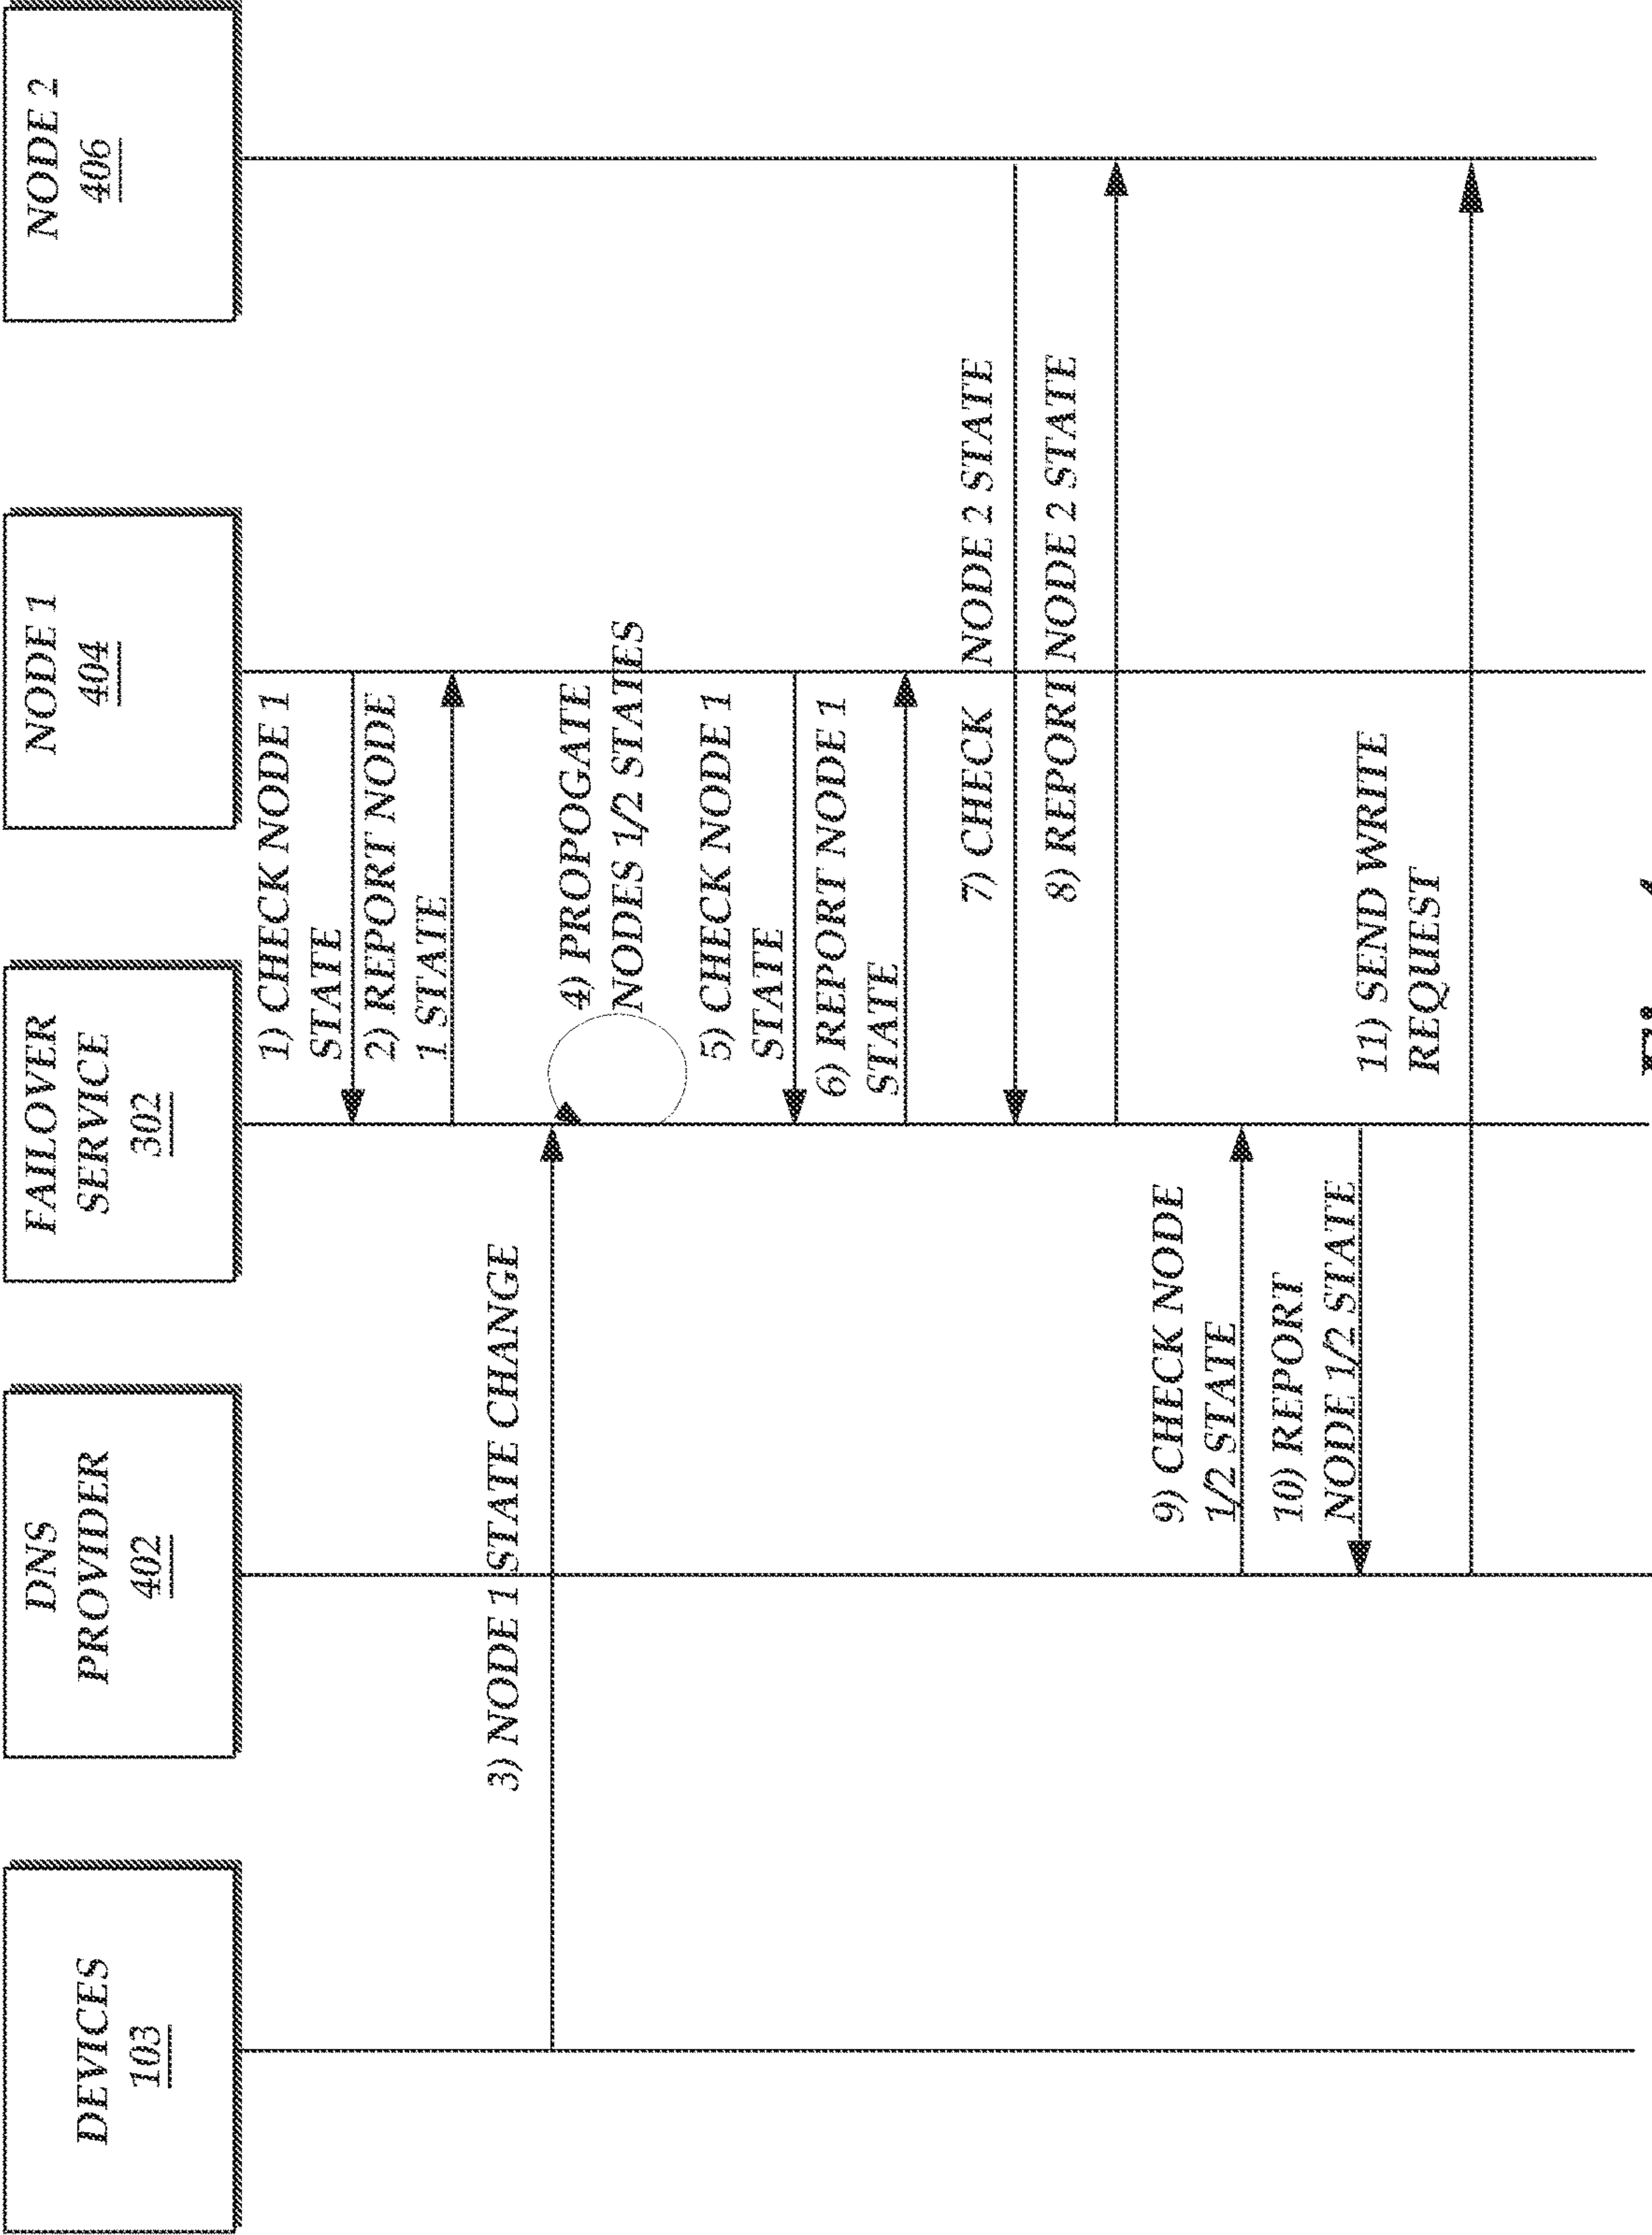 DEVICES
103
DNS
PROVIDER
402
FAILOVER
SERVICE
302
NODE 1
404
NODE 2
406
1) CHECK NODE 1
STATE
2) REPORT NODE
1 STATE
3) NODE 1 STATE CHANGE
4) PROPOGATE
NODES 1/2 STATES
5) CHECK NODE 1
STATE
6) REPORT NODE 1
STATE
7) CHECK NODE 2 STATE
8) REPORT NODE 2 STATE
9) CHECK NODE
1/2 STATE
10) REPORT
NODE 1/2 STATE
11) SEND WRITE
REQUEST